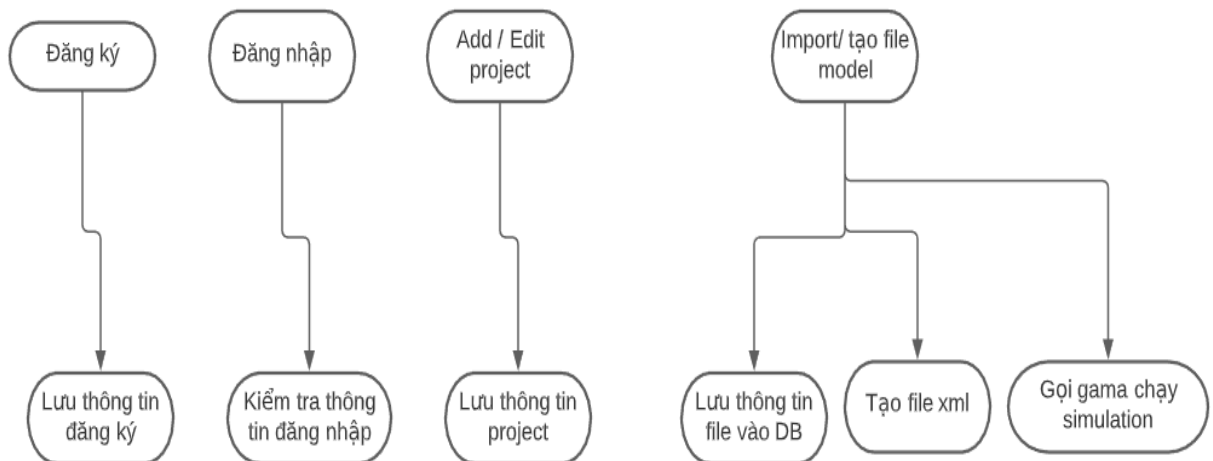 Đăng ký
Đăng nhập
Add / Edit
project
Import/ tạo file
model
Lưu thông tin
đăng ký
Kiểm tra thông
tin đăng nhập
Lưu thông tin
project
Lưu thông tin
file vào DB
Tạo file xml
Gọi gama chạy
simulation